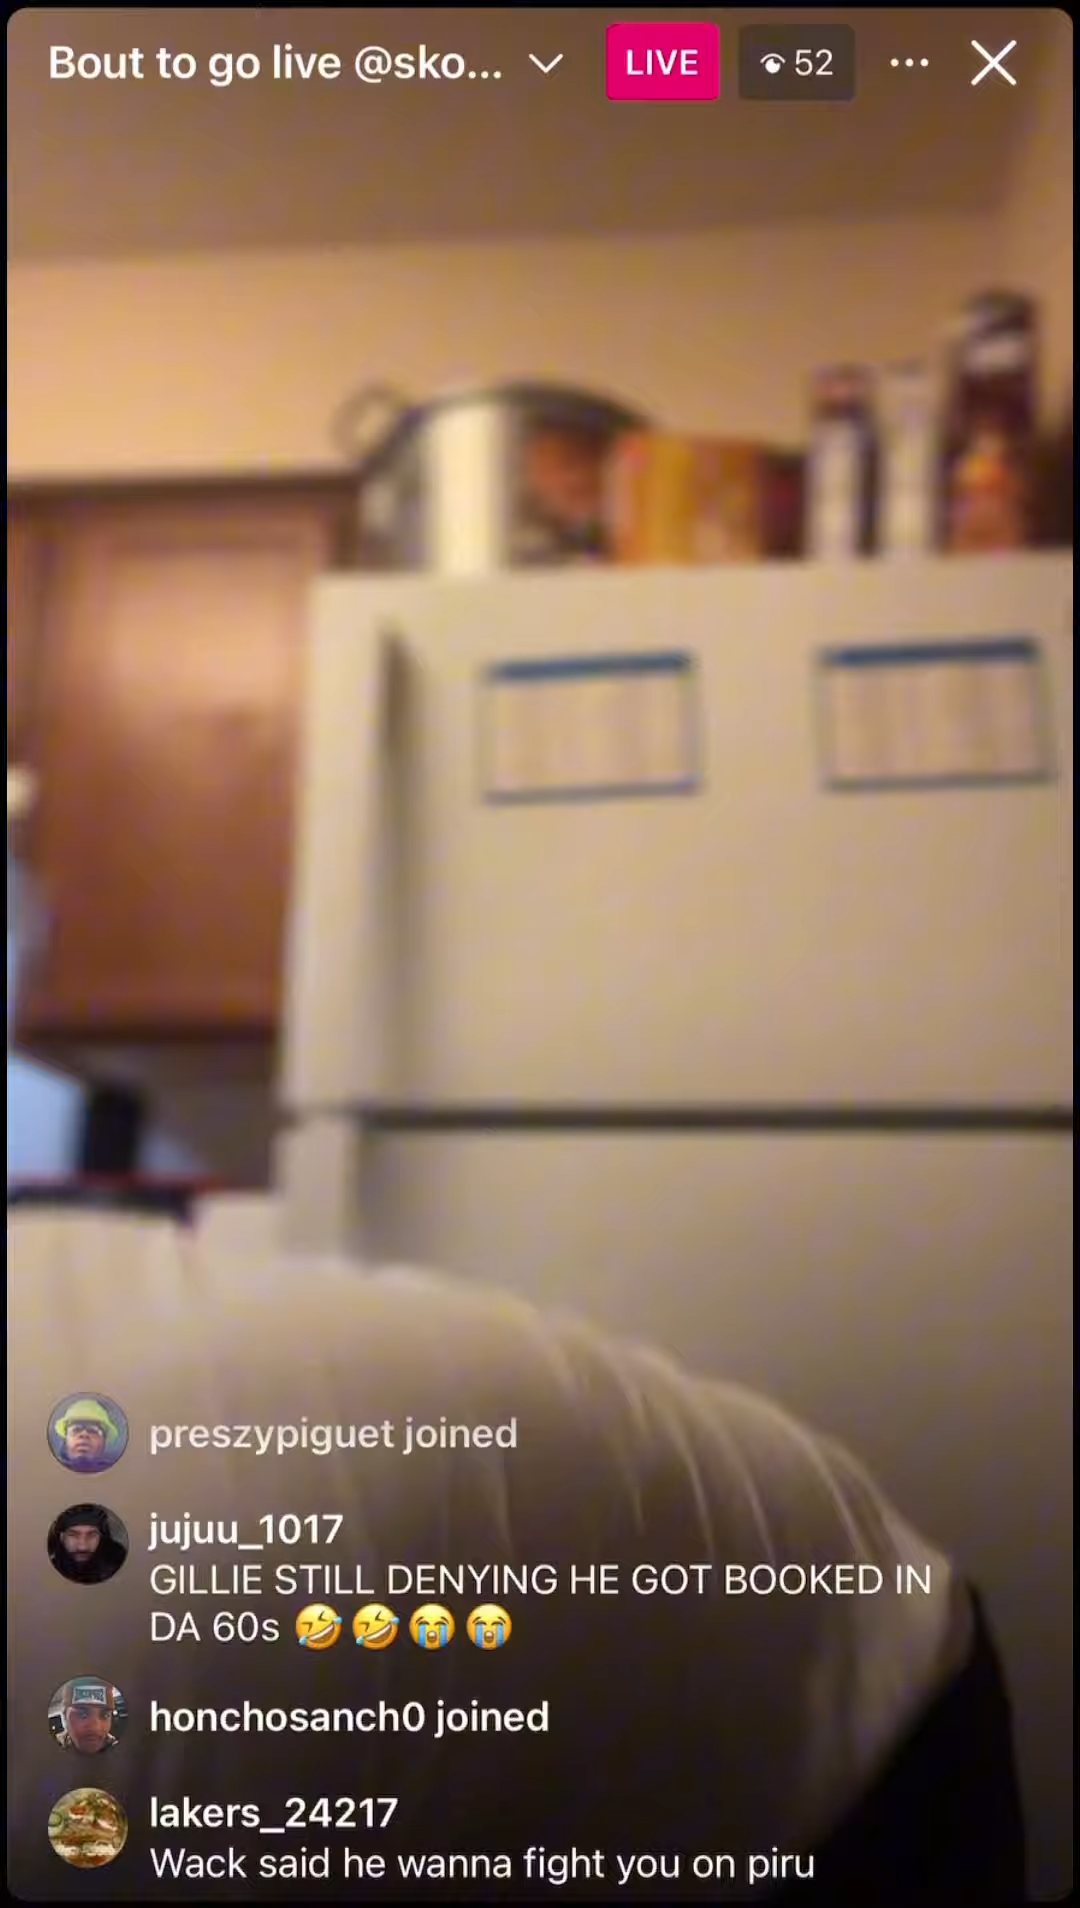 Bout to go live @sko...
LIVE
52
preszypiguet joined
jujuu_1017
GILLIE STILL DENYING HE GOT BOOKED IN
DA 60s 🤣🤣😭😭
honchosanch0 joined
lakers_24217
Wack said he wanna fight you on piru